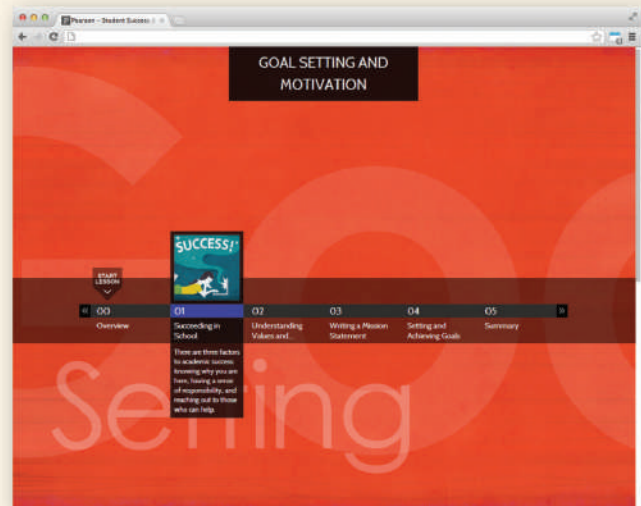 Pearson - Student Success
GOAL SETTING AND
MOTIVATION
Goa
SUCCESS!
START
LESSON
«
00
01
02
03
04
05
»
Overview
Succeeding in
School
Understanding
Values and...
Writing a Mission
Statement
Setting and
Achieving Goals
Summary
There are three factors
to academic success
knowing why you are
here, having a sense
of responsibility, and
reaching out to those
who can help.
Setting